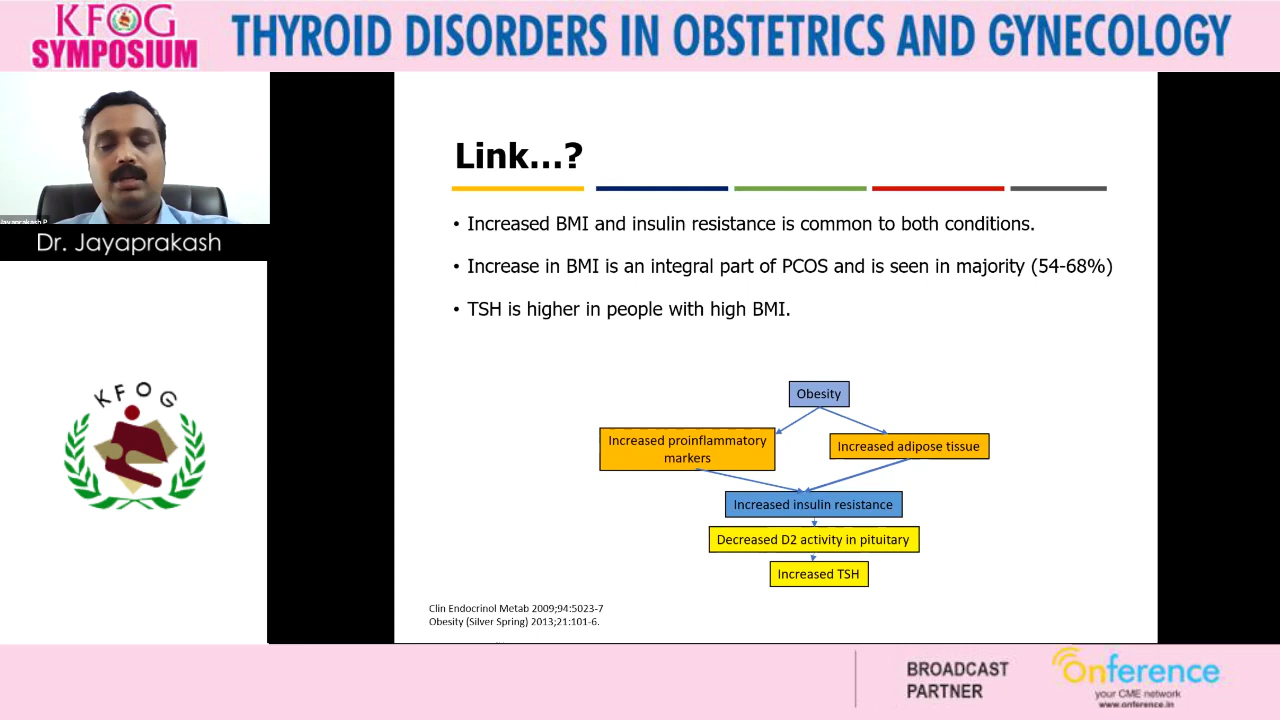 KFOG
SYMPOSIUM
THYROID DISORDERS IN OBSTETRICS AND GYNECOLOGY
Jayaprakash P
Dr. Jayaprakash
KFOG
Link...?
• Increased BMI and insulin resistance is common to both conditions.
• Increase in BMI is an integral part of PCOS and is seen in majority (54-68%)
• TSH is higher in people with high BMI.
Obesity
Increased proinflammatory
markers
Increased adipose tissue
Increased insulin resistance
Decreased D2 activity in pituitary
Increased TSH
Clin Endocrinol Metab 2009;94:5023-7
Obesity (Silver Spring) 2013;21:101-6.
BROADCAST
PARTNER
Onference
your CME network
www.onference.in